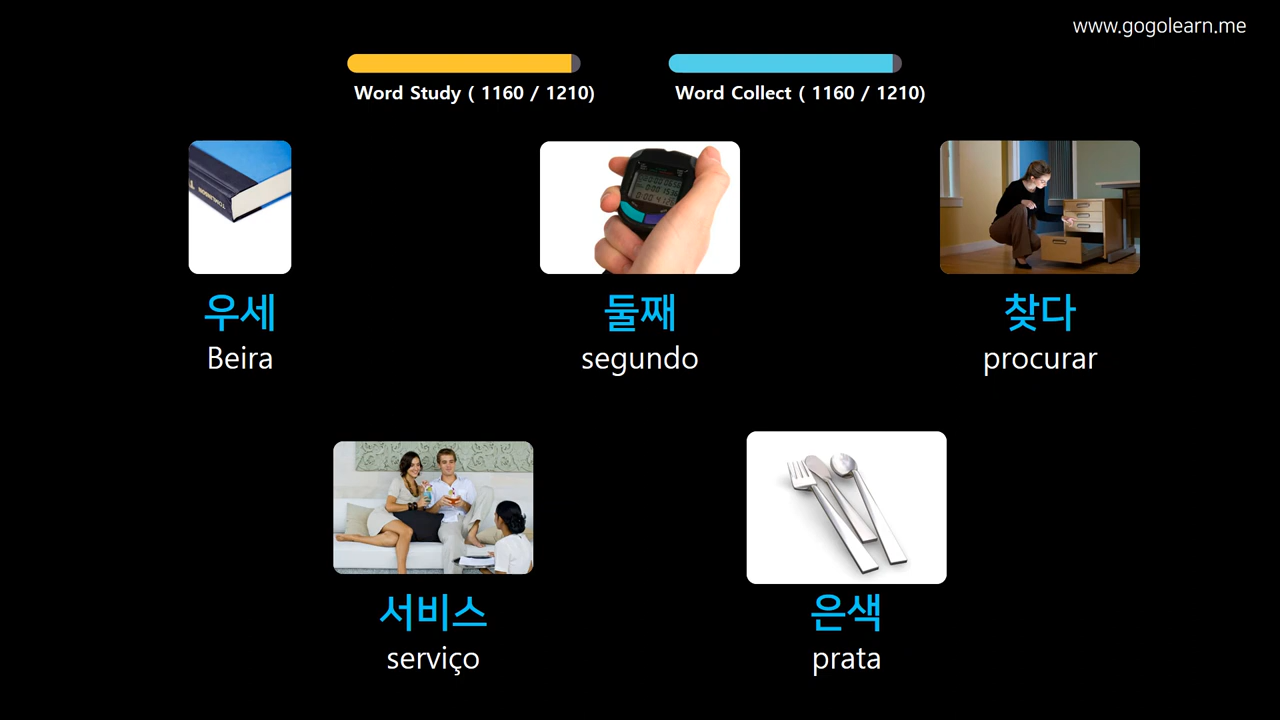 www.gogolearn.me
Word Study ( 1160 / 1210)
Word Collect ( 1160 / 1210)
TOMLINSON
우세
Beira
둘째
segundo
찾다
procurar
서비스
serviço
은색
prata